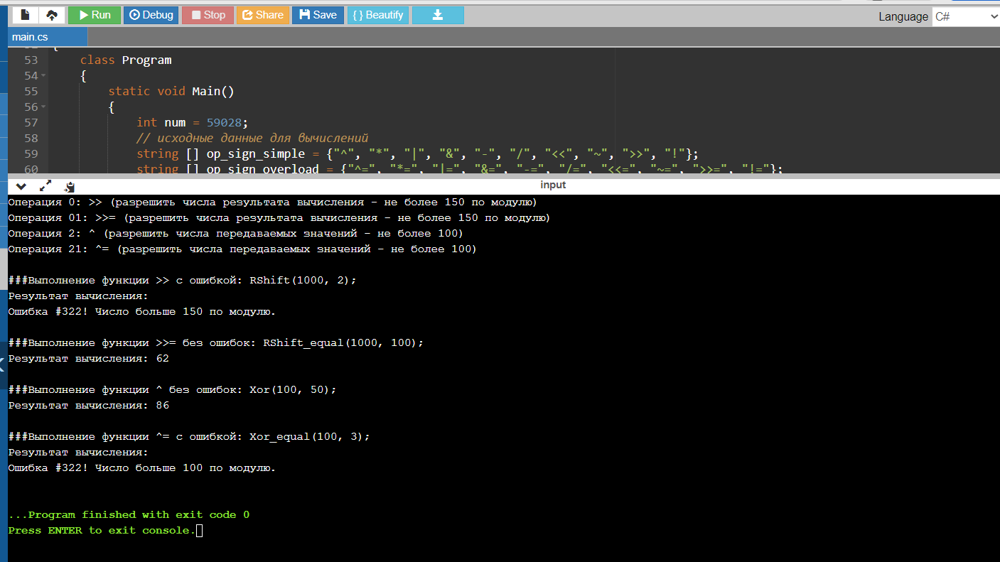 Run Debug Stop Share Save { } Beautify Language C#
main.cs
53 class Program
54 {
55 static void Main()
56 {
57 int num = 59028;
58 // исходные данные для вычислений
59 string [] op_sign_simple = {"^", "*", "|", "&", "-", "/", "<<", "~", ">>", "!"};
60 string [] op_sign_overload = {"^=", "*=", "|=", "&=", "-=", "/=", "<<=", "~=", ">>=", "!="};
input
Операция 0: >> (разрешить числа результата вычисления - не более 150 по модулю)
Операция 01: >>= (разрешить числа результата вычисления - не более 150 по модулю)
Операция 2: ^ (разрешить числа передаваемых значений - не более 100)
Операция 21: ^= (разрешить числа передаваемых значений - не более 100)
###Выполнение функции >> с ошибкой: RShift(1000, 2);
Результат вычисления:
Ошибка #322! Число больше 150 по модулю.
###Выполнение функции >>= без ошибок: RShift_equal(1000, 100);
Результат вычисления: 62
###Выполнение функции ^ без ошибок: Xor(100, 50);
Результат вычисления: 86
###Выполнение функции ^= с ошибкой: Xor_equal(100, 3);
Результат вычисления:
Ошибка #322! Число больше 100 по модулю.
...Program finished with exit code 0
Press ENTER to exit console.